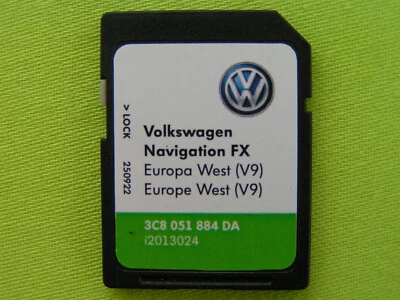 Volkswagen
Navigation FX
Europa West (V9)
Europe West (V9)
3C8 051 884 DA
i2013024
> LOCK
250922